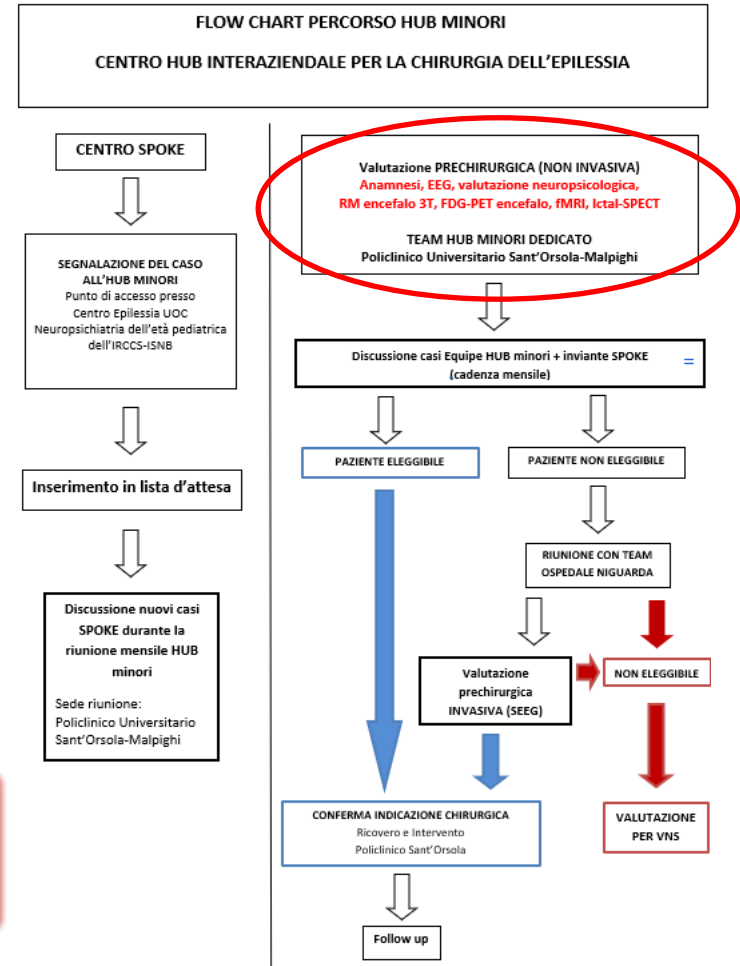 FLOW CHART PERCORSO HUB MINORI
CENTRO HUB INTERAZIENDALE PER LA CHIRURGIA DELL'EPILESSIA
CENTRO SPOKE
SEGNALAZIONE DEL CASO
ALL'HUB MINORI
Punto di accesso presso
Centro Epilessia UOC
Neuropsichiatria dell'età pediatrica
dell'IRCCS-ISNB
Inserimento in lista d'attesa
Discussione nuovi casi
SPOKE durante la
riunione mensile HUB
minori
Sede riunione:
Policlinico Universitario
Sant'Orsola-Malpighi
Valutazione PRECHIRURGICA (NON INVASIVA)
Anamnesi, EEG, valutazione neuropsicologica,
RM encefalo 3T, FDG-PET encefalo, fMRI, Ictal-SPECT
TEAM HUB MINORI DEDICATO
Policlinico Universitario Sant'Orsola-Malpighi
Discussione casi Equipe HUB minori + inviante SPOKE =
(cadenza mensile)
PAZIENTE ELEGGIBILE
PAZIENTE NON ELEGGIBILE
RIUNIONE CON TEAM
OSPEDALE NIGUARDA
Valutazione
prechirurgica
INVASIVA (SEEG)
NON ELEGGIBILE
CONFERMA INDICAZIONE CHIRURGICA
Ricovero e Intervento
Policlinico Sant'Orsola
VALUTAZIONE
PER VNS
Follow up